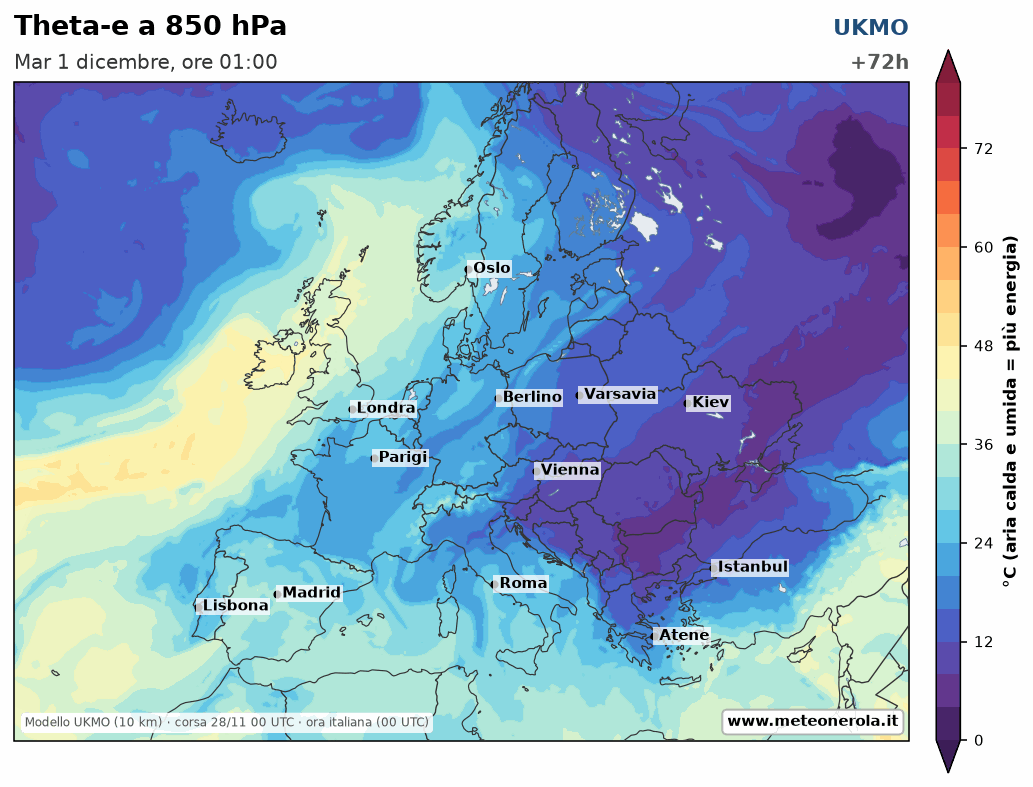 Theta-e a 850 hPa
UKMO
Mar 1 dicembre, ore 01:00
+72h
Oslo
Berlino
Varsavia
Kiev
Londra
Parigi
Vienna
Istanbul
Roma
Madrid
Lisbona
Atene
Modello UKMO (10 km) · corsa 28/11 00 UTC · ora italiana (00 UTC)
www.meteonerola.it
72
60
48
36
24
12
0
°C (aria calda e umida = più energia)